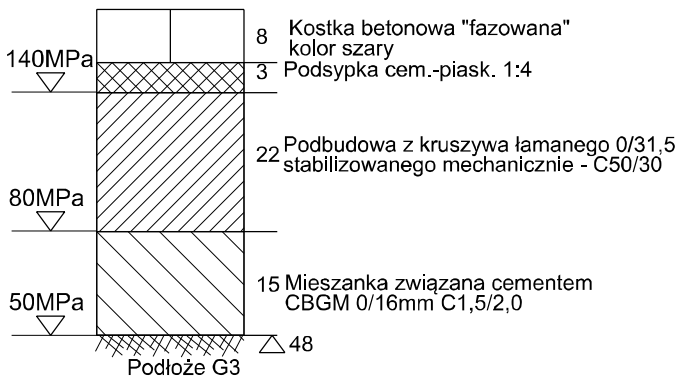 8 Kostka betonowa "fazowana"
kolor szary
140MPa
3 Podsypka cem.-piask. 1:4
22 Podbudowa z kruszywa łamanego 0/31,5
stabilizowanego mechanicznie - C50/30
80MPa
15 Mieszanka związana cementem
CBGM 0/16mm C1,5/2,0
50MPa
48
Podłoże G3